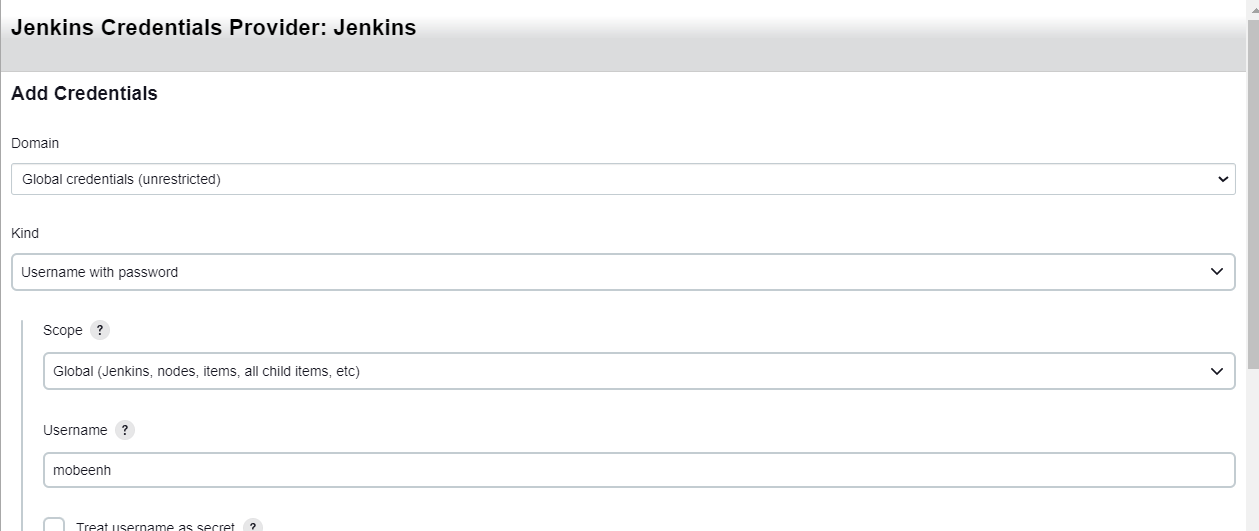 Jenkins Credentials Provider: Jenkins
Add Credentials
Domain
Global credentials (unrestricted)
Kind
Username with password
Scope ?
Global (Jenkins, nodes, items, all child items, etc)
Username ?
mobeenh
Treat username as secret ?